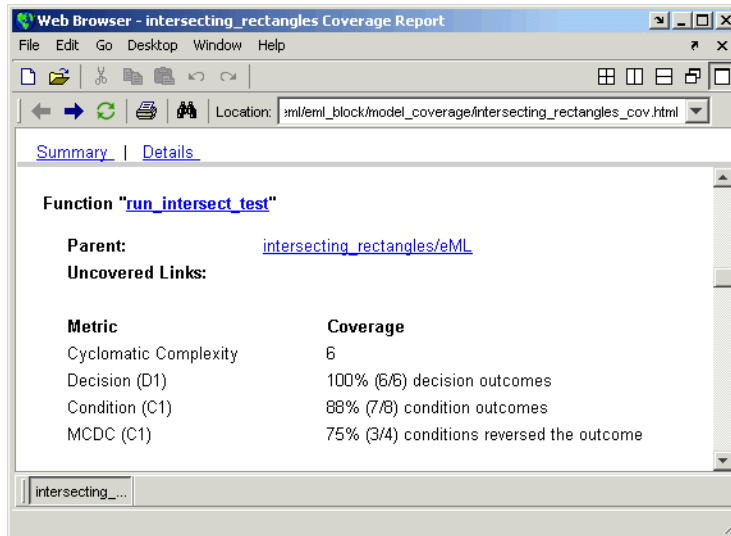 Web Browser - intersecting_rectangles Coverage Report
File Edit Go Desktop Window Help
Location: :ml/eml_block/model_coverage/intersecting_rectangles_cov.html
Summary | Details
Function "run_intersect_test"
Parent: intersecting_rectangles/eML
Uncovered Links:
Metric Coverage
Cyclomatic Complexity 6
Decision (D1) 100% (6/6) decision outcomes
Condition (C1) 88% (7/8) condition outcomes
MCDC (C1) 75% (3/4) conditions reversed the outcome
intersecting_...